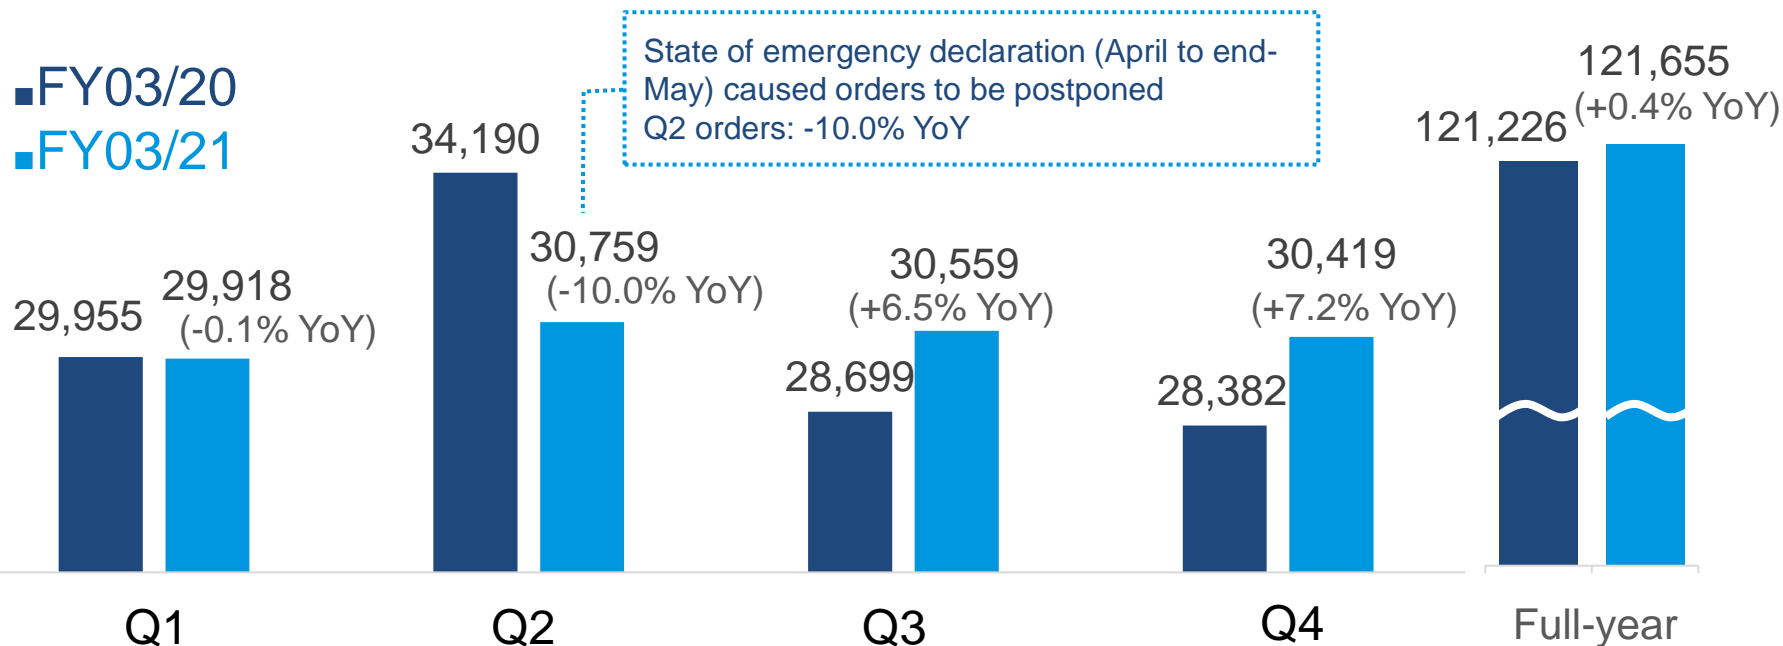 ■FY03/20
■FY03/21
State of emergency declaration (April to end-
May) caused orders to be postponed
Q2 orders: -10.0% YoY
29,955
29,918
(-0.1% YoY)
34,190
30,759
(-10.0% YoY)
28,699
30,559
(+6.5% YoY)
28,382
30,419
(+7.2% YoY)
121,226
121,655
(+0.4% YoY)
Q1
Q2
Q3
Q4
Full-year